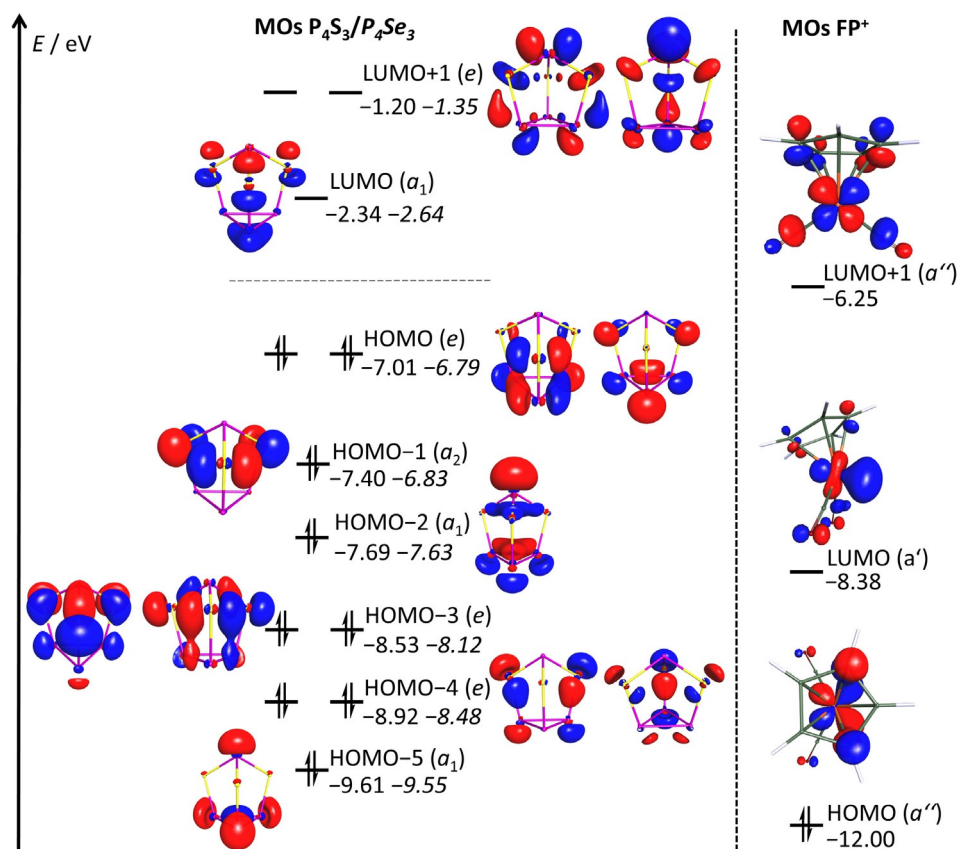 E / eV
MOs P₄S₃/P₄Se₃
LUMO+1 (e)
−1.20 −1.35
LUMO (a₁)
−2.34 −2.64
HOMO (e)
−7.01 −6.79
HOMO−1 (a₂)
−7.40 −6.83
HOMO−2 (a₁)
−7.69 −7.63
HOMO−3 (e)
−8.53 −8.12
HOMO−4 (e)
−8.92 −8.48
HOMO−5 (a₁)
−9.61 −9.55
MOs FP⁺
LUMO+1 (a‘‘)
−6.25
LUMO (a‘)
−8.38
HOMO (a‘‘)
−12.00